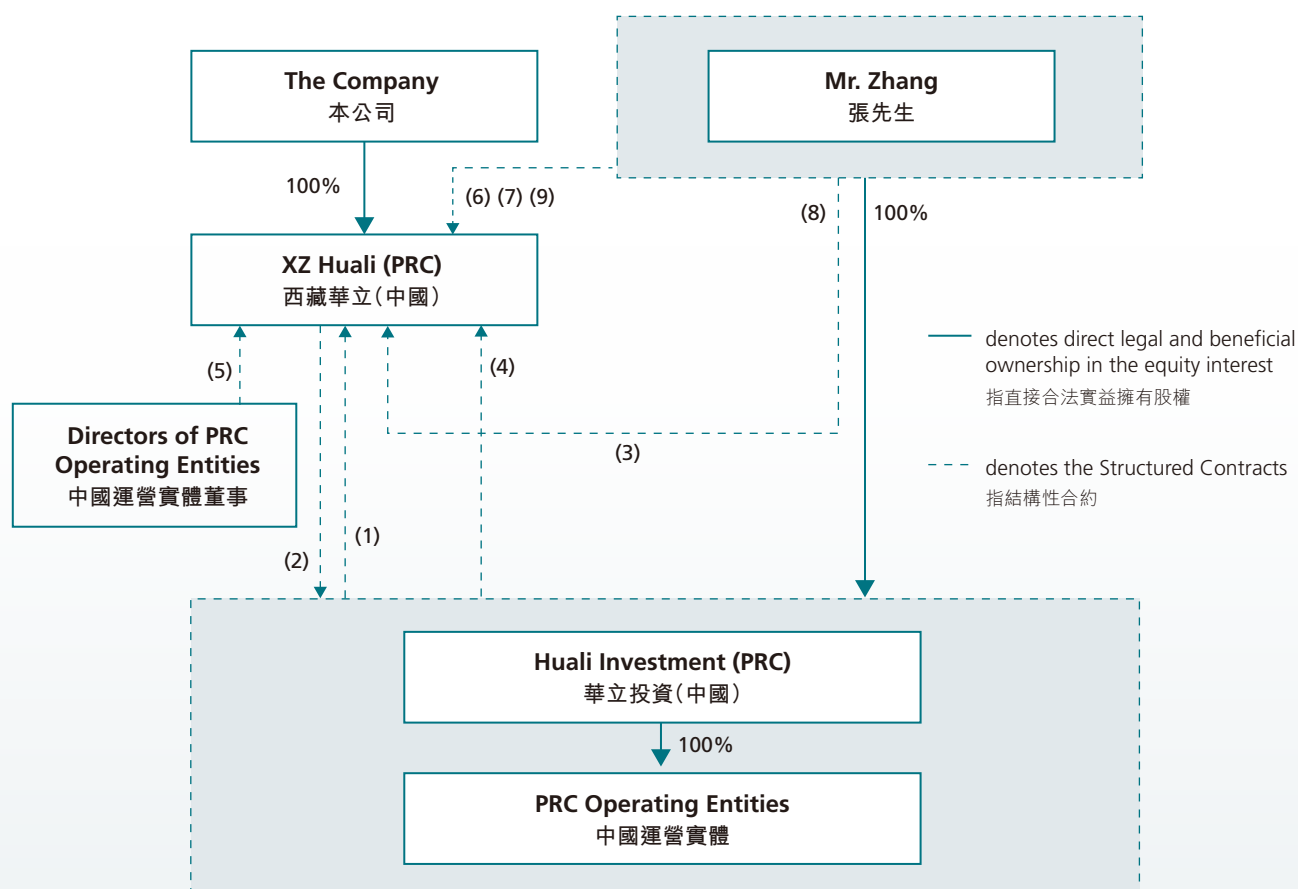 The Company
本公司
Mr. Zhang
張先生
100%
(6) (7) (9)
(8)
100%
XZ Huali (PRC)
西藏華立(中國)
(5)
(4)
denotes direct legal and beneficial
ownership in the equity interest
指直接合法實益擁有股權
Directors of PRC
Operating Entities
中國運營實體董事
(3)
denotes the Structured Contracts
指結構性合約
(2)
(1)
Huali Investment (PRC)
華立投資(中國)
100%
PRC Operating Entities
中國運營實體